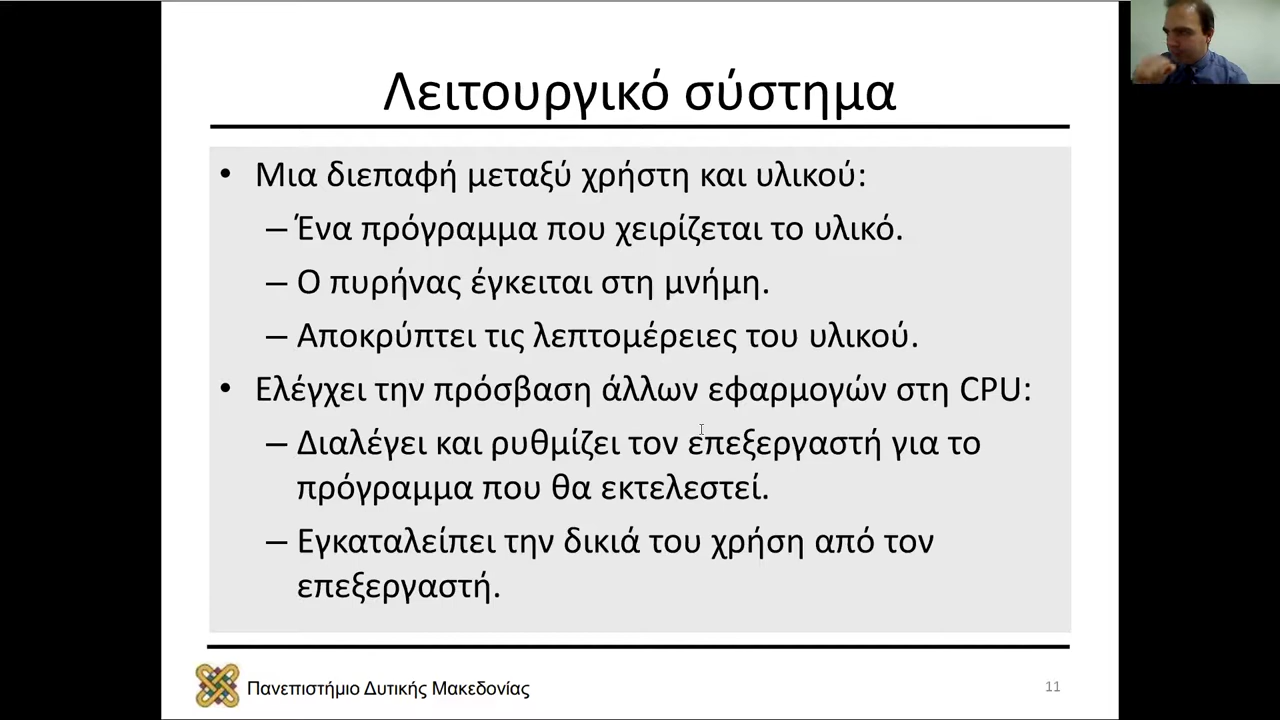 Λειτουργικό σύστημα
• Μια διεπαφή μεταξύ χρήστη και υλικού:
– Ένα πρόγραμμα που χειρίζεται το υλικό.
– Ο πυρήνας έγκειται στη μνήμη.
– Αποκρύπτει τις λεπτομέρειες του υλικού.
• Ελέγχει την πρόσβαση άλλων εφαρμογών στη CPU:
– Διαλέγει και ρυθμίζει τον επεξεργαστή για το
πρόγραμμα που θα εκτελεστεί.
– Εγκαταλείπει την δικιά του χρήση από τον
επεξεργαστή.
Πανεπιστήμιο Δυτικής Μακεδονίας
11